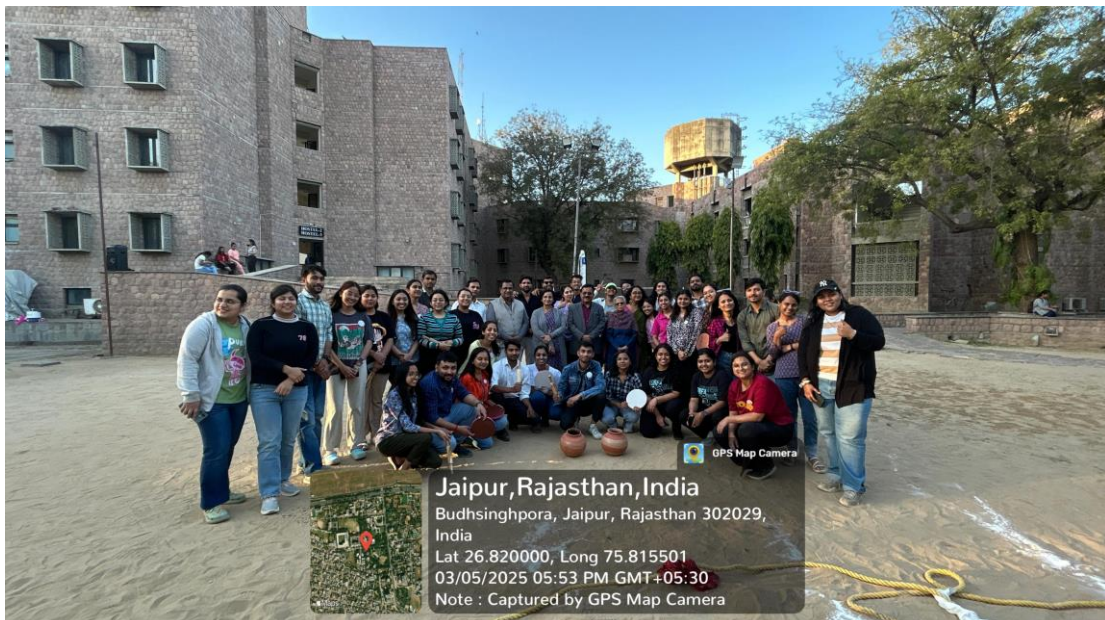 GPS Map Camera
Jaipur,Rajasthan,India
Budhsinghpora, Jaipur, Rajasthan 302029,
India
Lat 26.820000, Long 75.815501
03/05/2025 05:53 PM GMT+05:30
Note : Captured by GPS Map Camera